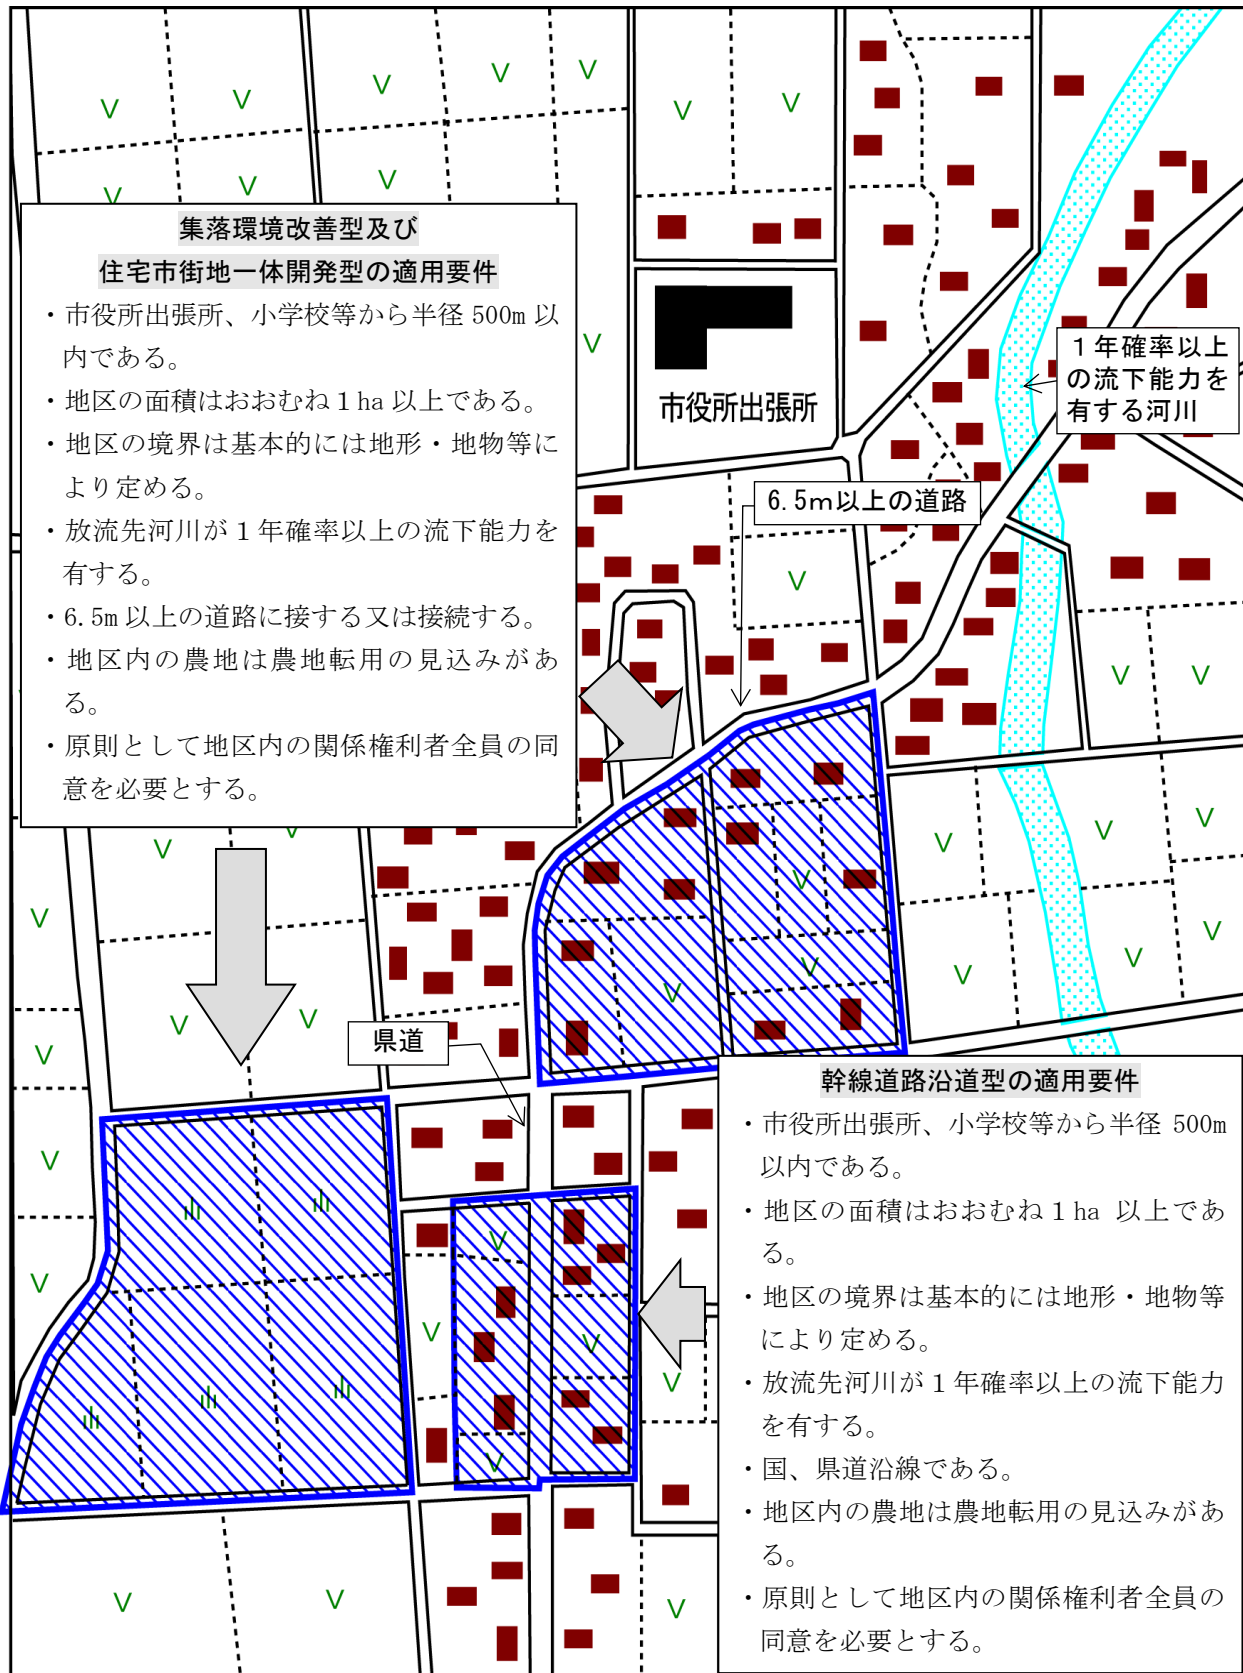 集落環境改善型及び
住宅市街地一体開発型の適用要件
・市役所出張所、小学校等から半径 500m 以
内である。
・地区の面積はおおむね１ha 以上である。
・地区の境界は基本的には地形・地物等に
より定める。
・放流先河川が１年確率以上の流下能力を
有する。
・6.5m 以上の道路に接する又は接続する。
・地区内の農地は農地転用の見込みがあ
る。
・原則として地区内の関係権利者全員の同
意を必要とする。
市役所出張所
１年確率以上
の流下能力を
有する河川
6.5ｍ以上の道路
県道
幹線道路沿道型の適用要件
・市役所出張所、小学校等から半径 500m
以内である。
・地区の面積はおおむね１ha 以上であ
る。
・地区の境界は基本的には地形・地物等
により定める。
・放流先河川が１年確率以上の流下能力
を有する。
・国、県道沿線である。
・地区内の農地は農地転用の見込みがあ
る。
・原則として地区内の関係権利者全員の
同意を必要とする。